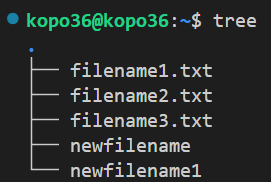 kopo36@kopo36:~$ tree
.
├── filename1.txt
├── filename2.txt
├── filename3.txt
├── newfilename
└── newfilename1